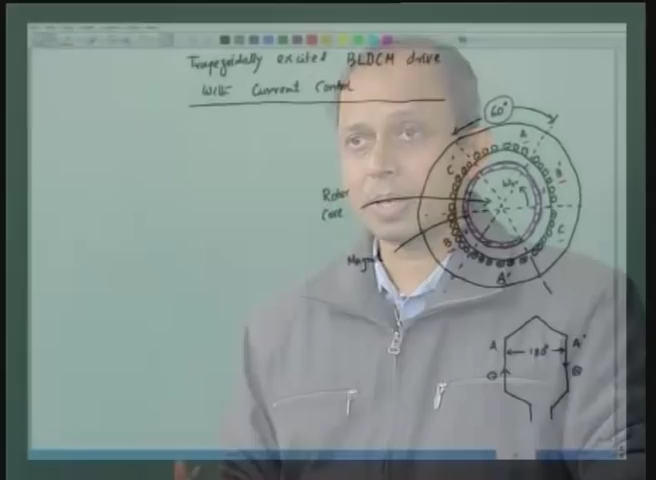 Trapezoidally excited BLDCM drive
With Current Control
60°
A
C
B'
Rotor
Core
ωr
C'
B
Magnet
A'
A
180°
A'